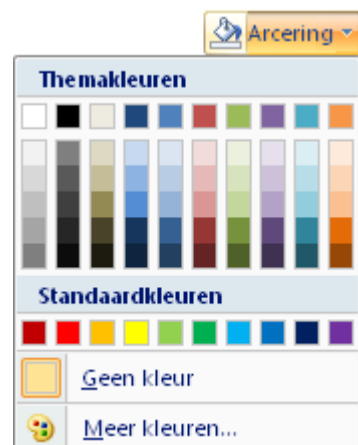 Arcering
Themakleuren
Standaardkleuren
Geen kleur
Meer kleuren...